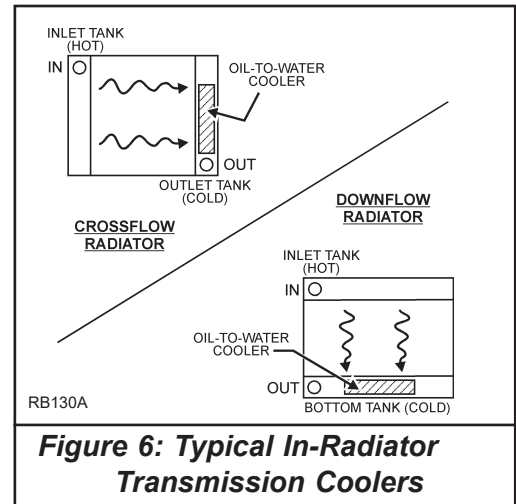 INLET TANK
(HOT)
IN
OIL-TO-WATER
COOLER
OUT
OUTLET TANK
(COLD)
CROSSFLOW
RADIATOR
DOWNFLOW
RADIATOR
INLET TANK
(HOT)
IN
OIL-TO-WATER
COOLER
OUT
BOTTOM TANK (COLD)
RB130A
Figure 6: Typical In-Radiator
Transmission Coolers